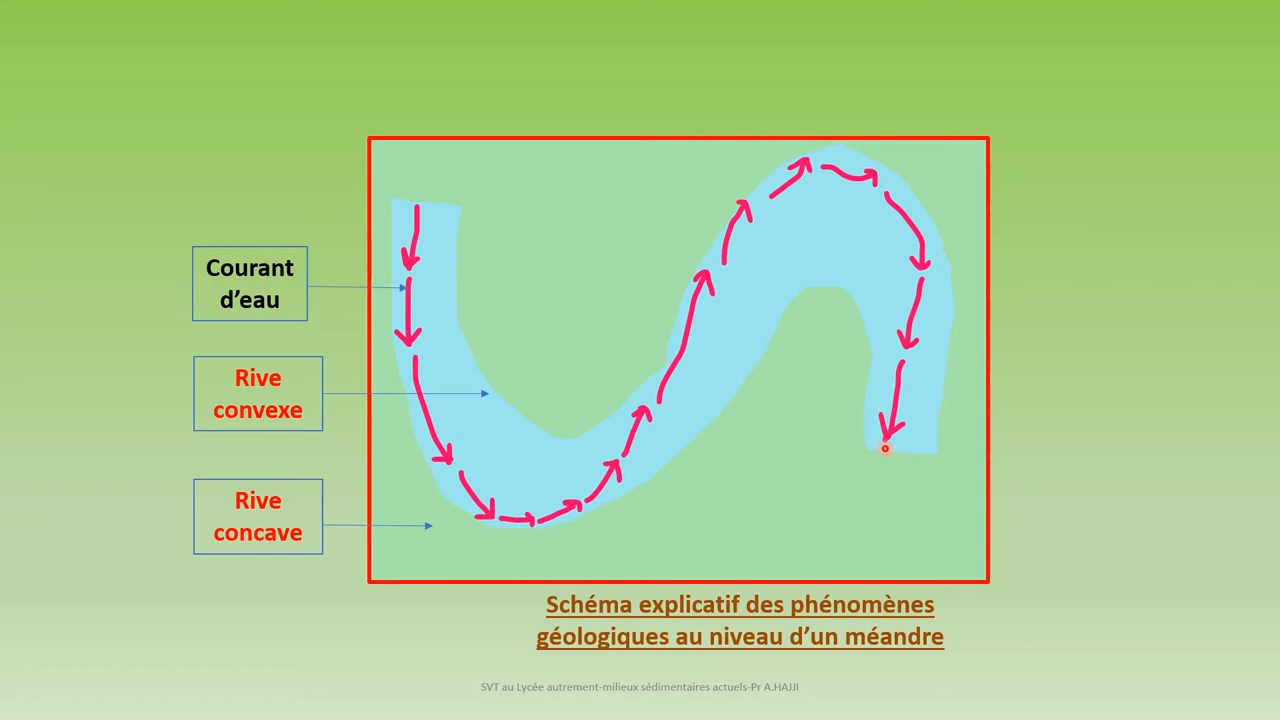 Courant
d’eau
Rive
convexe
Rive
concave
Schéma explicatif des phénomènes
géologiques au niveau d’un méandre
SVT au Lycée autrement-milieux sédimentaires actuels-Pr A.HAJJI